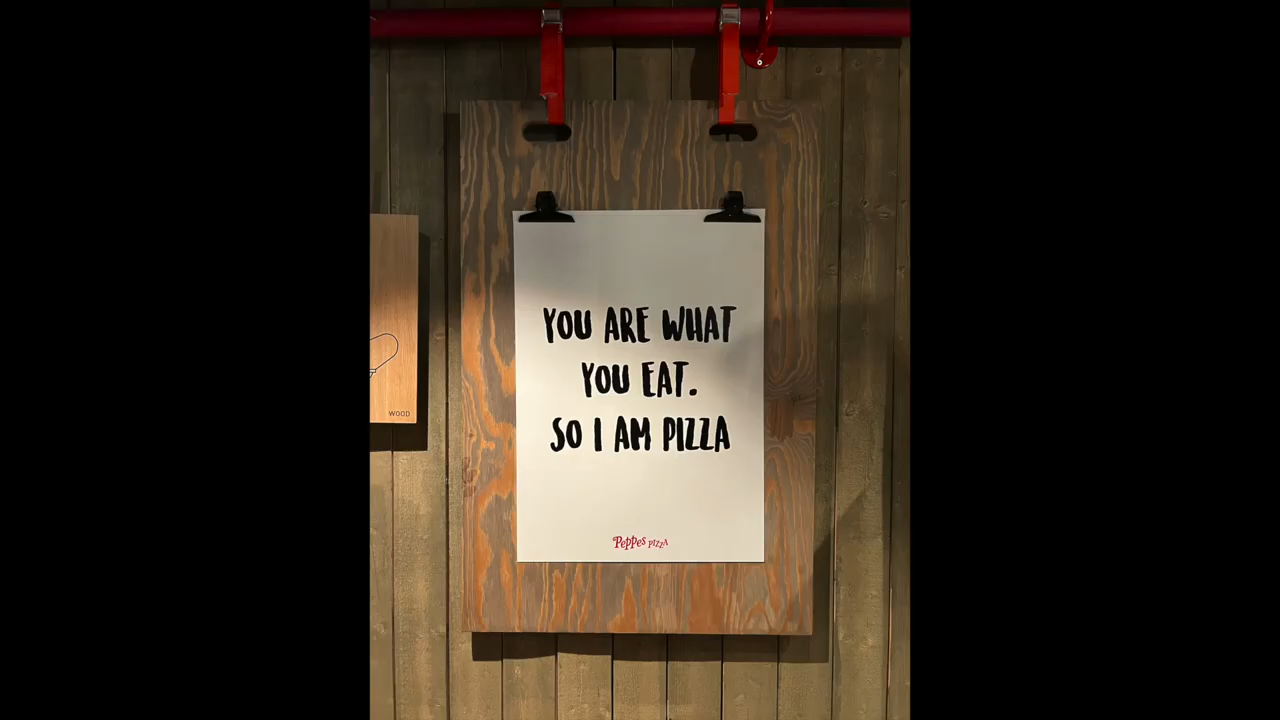 YOU ARE WHAT
YOU EAT.
SO I AM PIZZA
Peppes PIZZA
WOOD